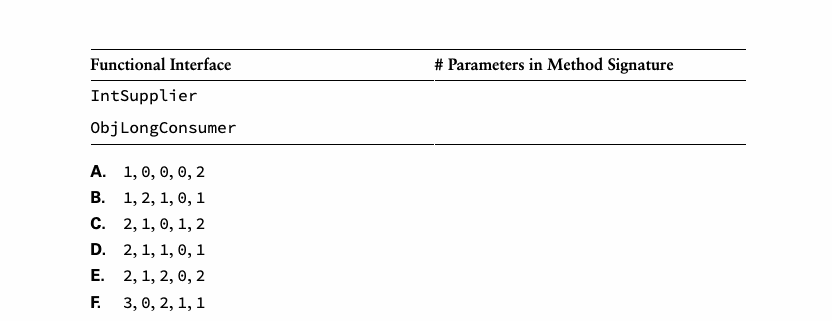 Functional Interface # Parameters in Method Signature
IntSupplier
ObjLongConsumer
A. 1, 0, 0, 0, 2
B. 1, 2, 1, 0, 1
C. 2, 1, 0, 1, 2
D. 2, 1, 1, 0, 1
E. 2, 1, 2, 0, 2
F. 3, 0, 2, 1, 1